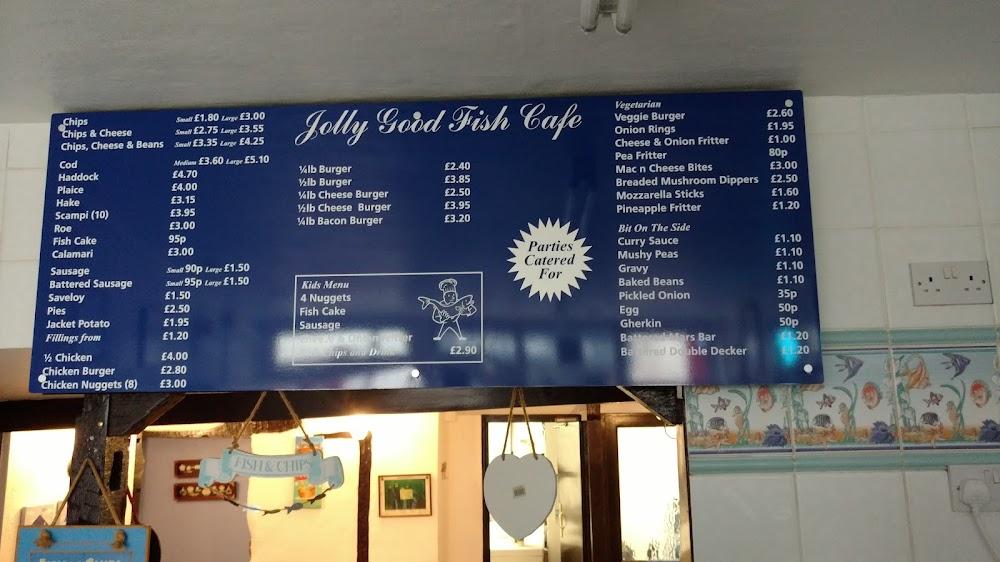 Jolly Good Fish Cafe
Chips Small £1.80 Large £3.00
Chips & Cheese Small £2.75 Large £3.55
Chips, Cheese & Beans Small £3.35 Large £4.25
Cod Medium £3.60 Large £5.10
Haddock £4.70
Plaice £4.00
Hake £3.15
Scampi (10) £3.95
Roe £3.00
Fish Cake 95p
Calamari £3.00
Sausage Small 90p Large £1.50
Battered Sausage Small 95p Large £1.50
Saveloy £1.50
Pies £2.50
Jacket Potato £1.95
Fillings from £1.20
½ Chicken £4.00
Chicken Burger £2.80
Chicken Nuggets (8) £3.00
¼lb Burger £2.40
½lb Burger £3.85
¼lb Cheese Burger £2.50
½lb Cheese Burger £3.95
¼lb Bacon Burger £3.20
Parties
Catered
For
Kids Menu
4 Nuggets
Fish Cake
Sausage
Cheese & Onion Fritter
Chips and Drink £2.90
Vegetarian
Veggie Burger £2.60
Onion Rings £1.95
Cheese & Onion Fritter £1.00
Pea Fritter 80p
Mac n Cheese Bites £3.00
Breaded Mushroom Dippers £2.50
Mozzarella Sticks £1.60
Pineapple Fritter £1.20
Bit On The Side
Curry Sauce £1.10
Mushy Peas £1.10
Gravy £1.10
Baked Beans £1.10
Pickled Onion 35p
Egg 50p
Gherkin 50p
Battered Mars Bar £1.20
Battered Double Decker £1.20
FISH & CHIPS